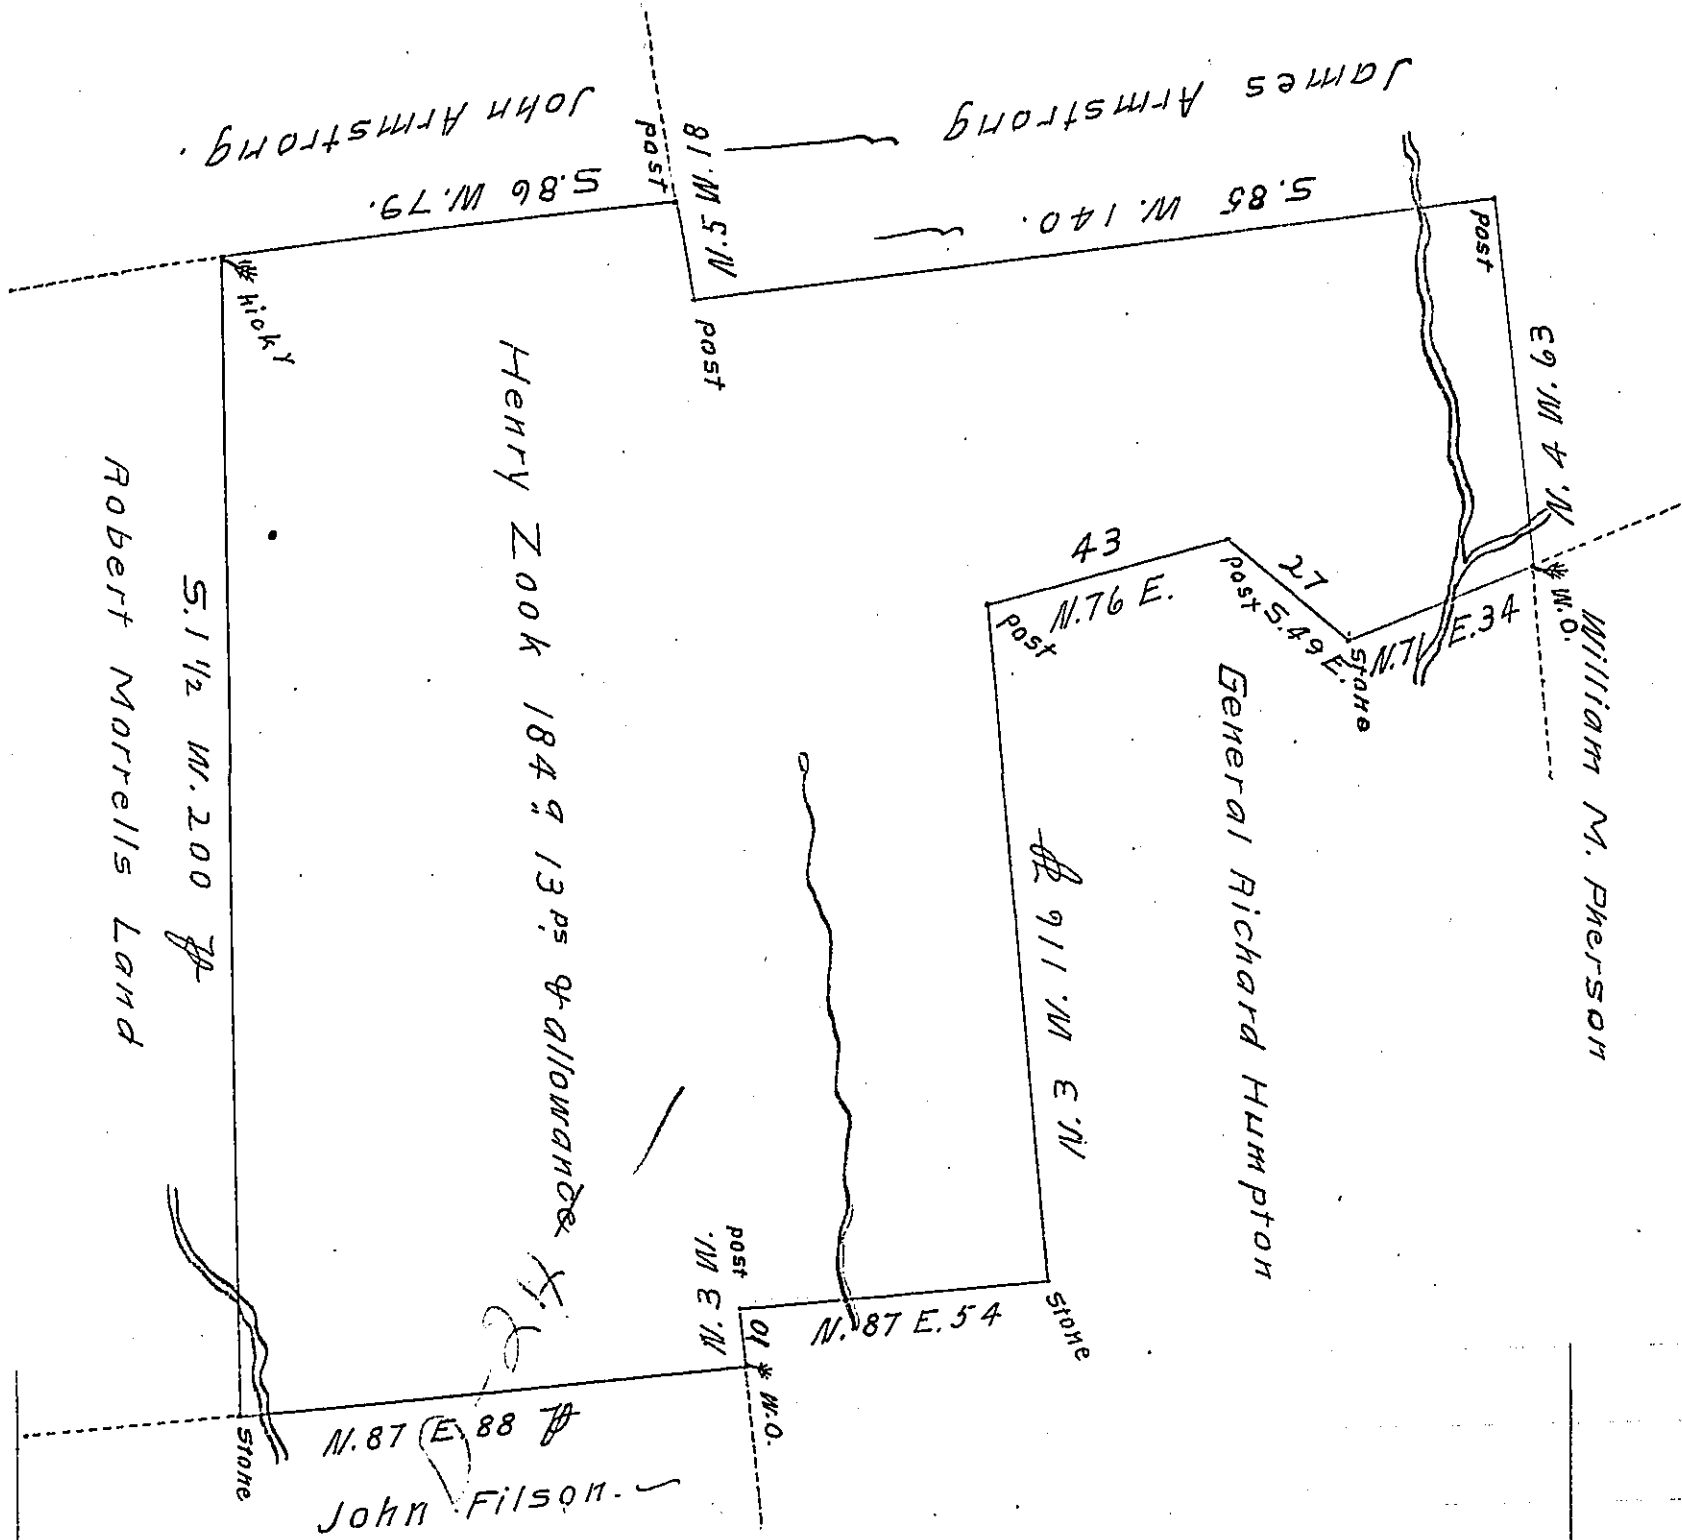 James Armstrong
John Armstrong.
S.86 W.79.
post
N.5 W.18
S.85 W.140.
post
post
hicky
N.4 W.63
W.O.
William M. Pherson
43
N.76 E.
post
27
post
S.49 E.
Stone
N.71 E.34
General Richard Humpton
N.3 W.116
Henry Zook 184 a. 13 ps & allowance
S.1 1/2 W.200
Robert Morrells Land
post
N.3 W.
10
W.O.
N.87 E.54
Stone
N.87 E.88
Stone
John Filson.